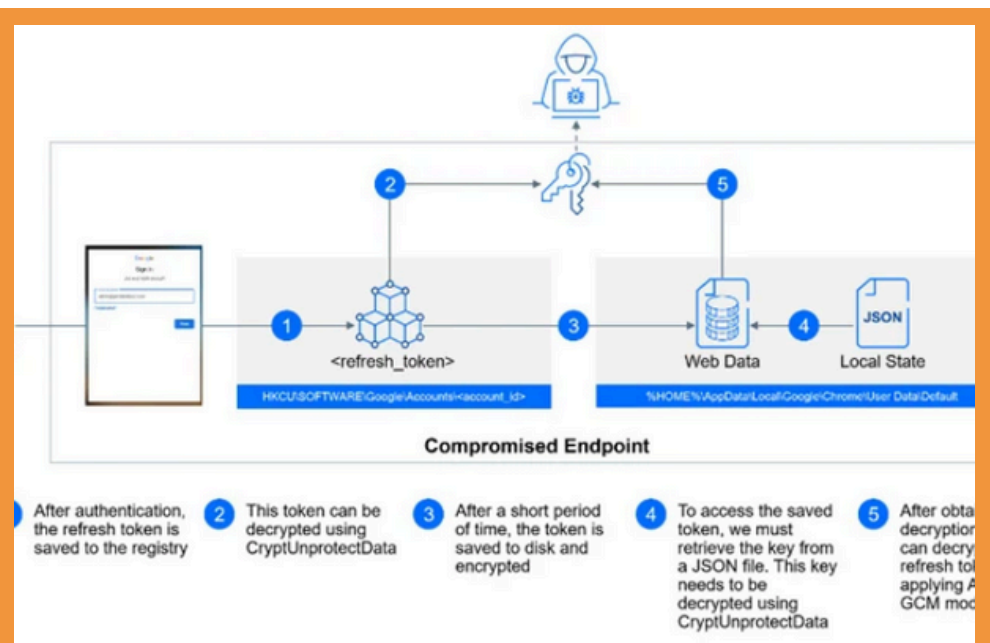 2
5
Sign in
1
<refresh_token>
3
Web Data
4
JSON
Local State
HKCU\SOFTWARE\Google\Accounts\<account_id>
%HOME%\AppData\Local\Google\Chrome\User Data\Default
Compromised Endpoint
After authentication,
the refresh token is
saved to the registry
2
This token can be
decrypted using
CryptUnprotectData
3
After a short period
of time, the token is
saved to disk and
encrypted
4
To access the saved
token, we must
retrieve the key from
a JSON file. This key
needs to be
decrypted using
CryptUnprotectData
5
After obta
decryption
can decry
refresh to
applying A
GCM mod